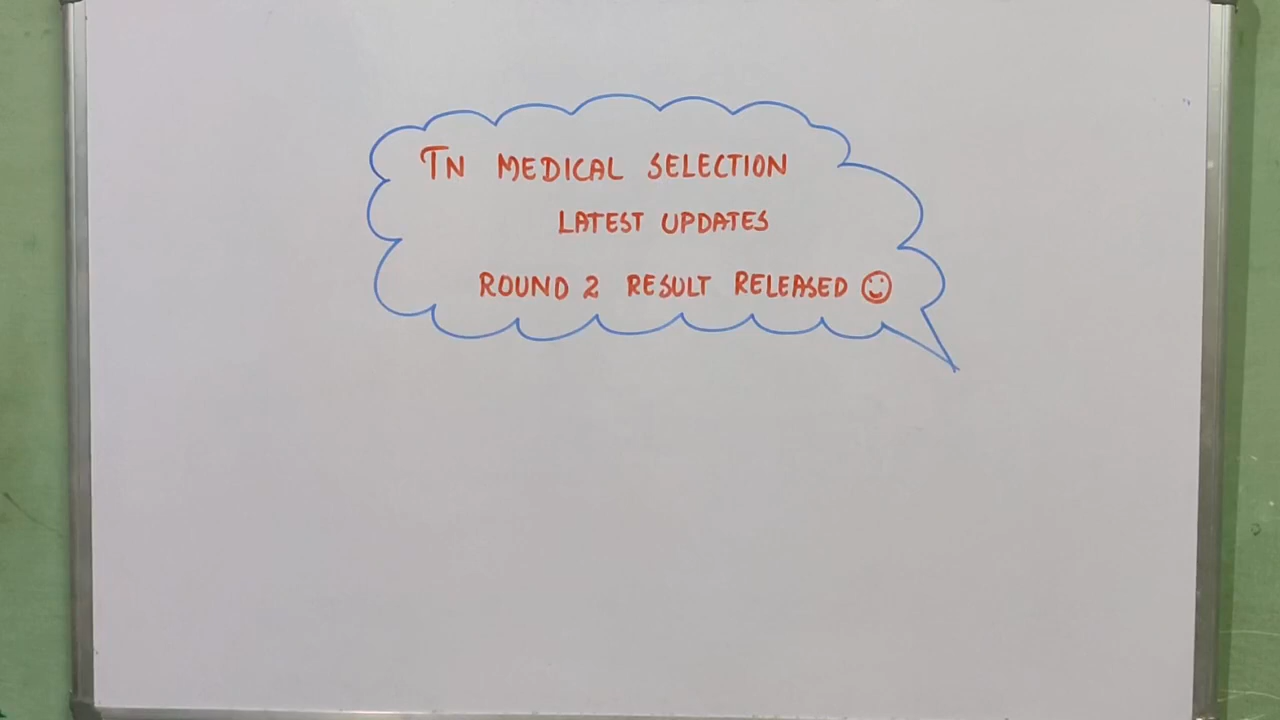 TN MEDICAL SELECTION
LATEST UPDATES
ROUND 2 RESULT RELEASED ☺